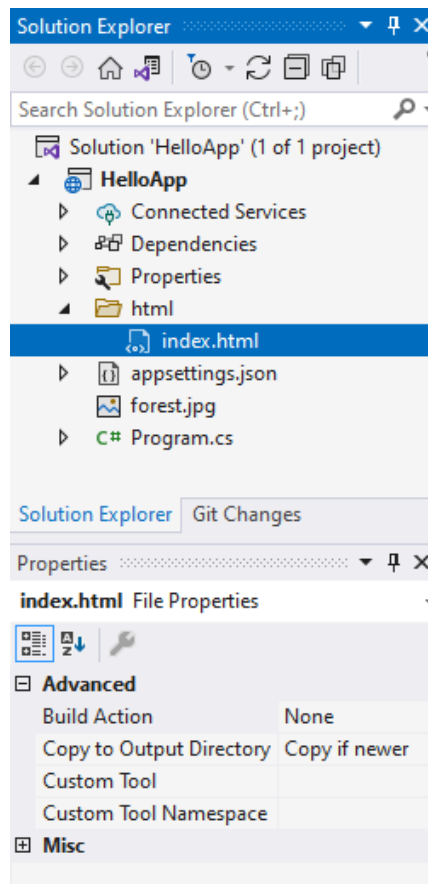 Solution Explorer
Search Solution Explorer (Ctrl+;)
Solution 'HelloApp' (1 of 1 project)
HelloApp
Connected Services
Dependencies
Properties
html
index.html
appsettings.json
forest.jpg
C# Program.cs
Solution Explorer Git Changes
Properties
index.html File Properties
Advanced
Build Action None
Copy to Output Directory Copy if newer
Custom Tool
Custom Tool Namespace
Misc